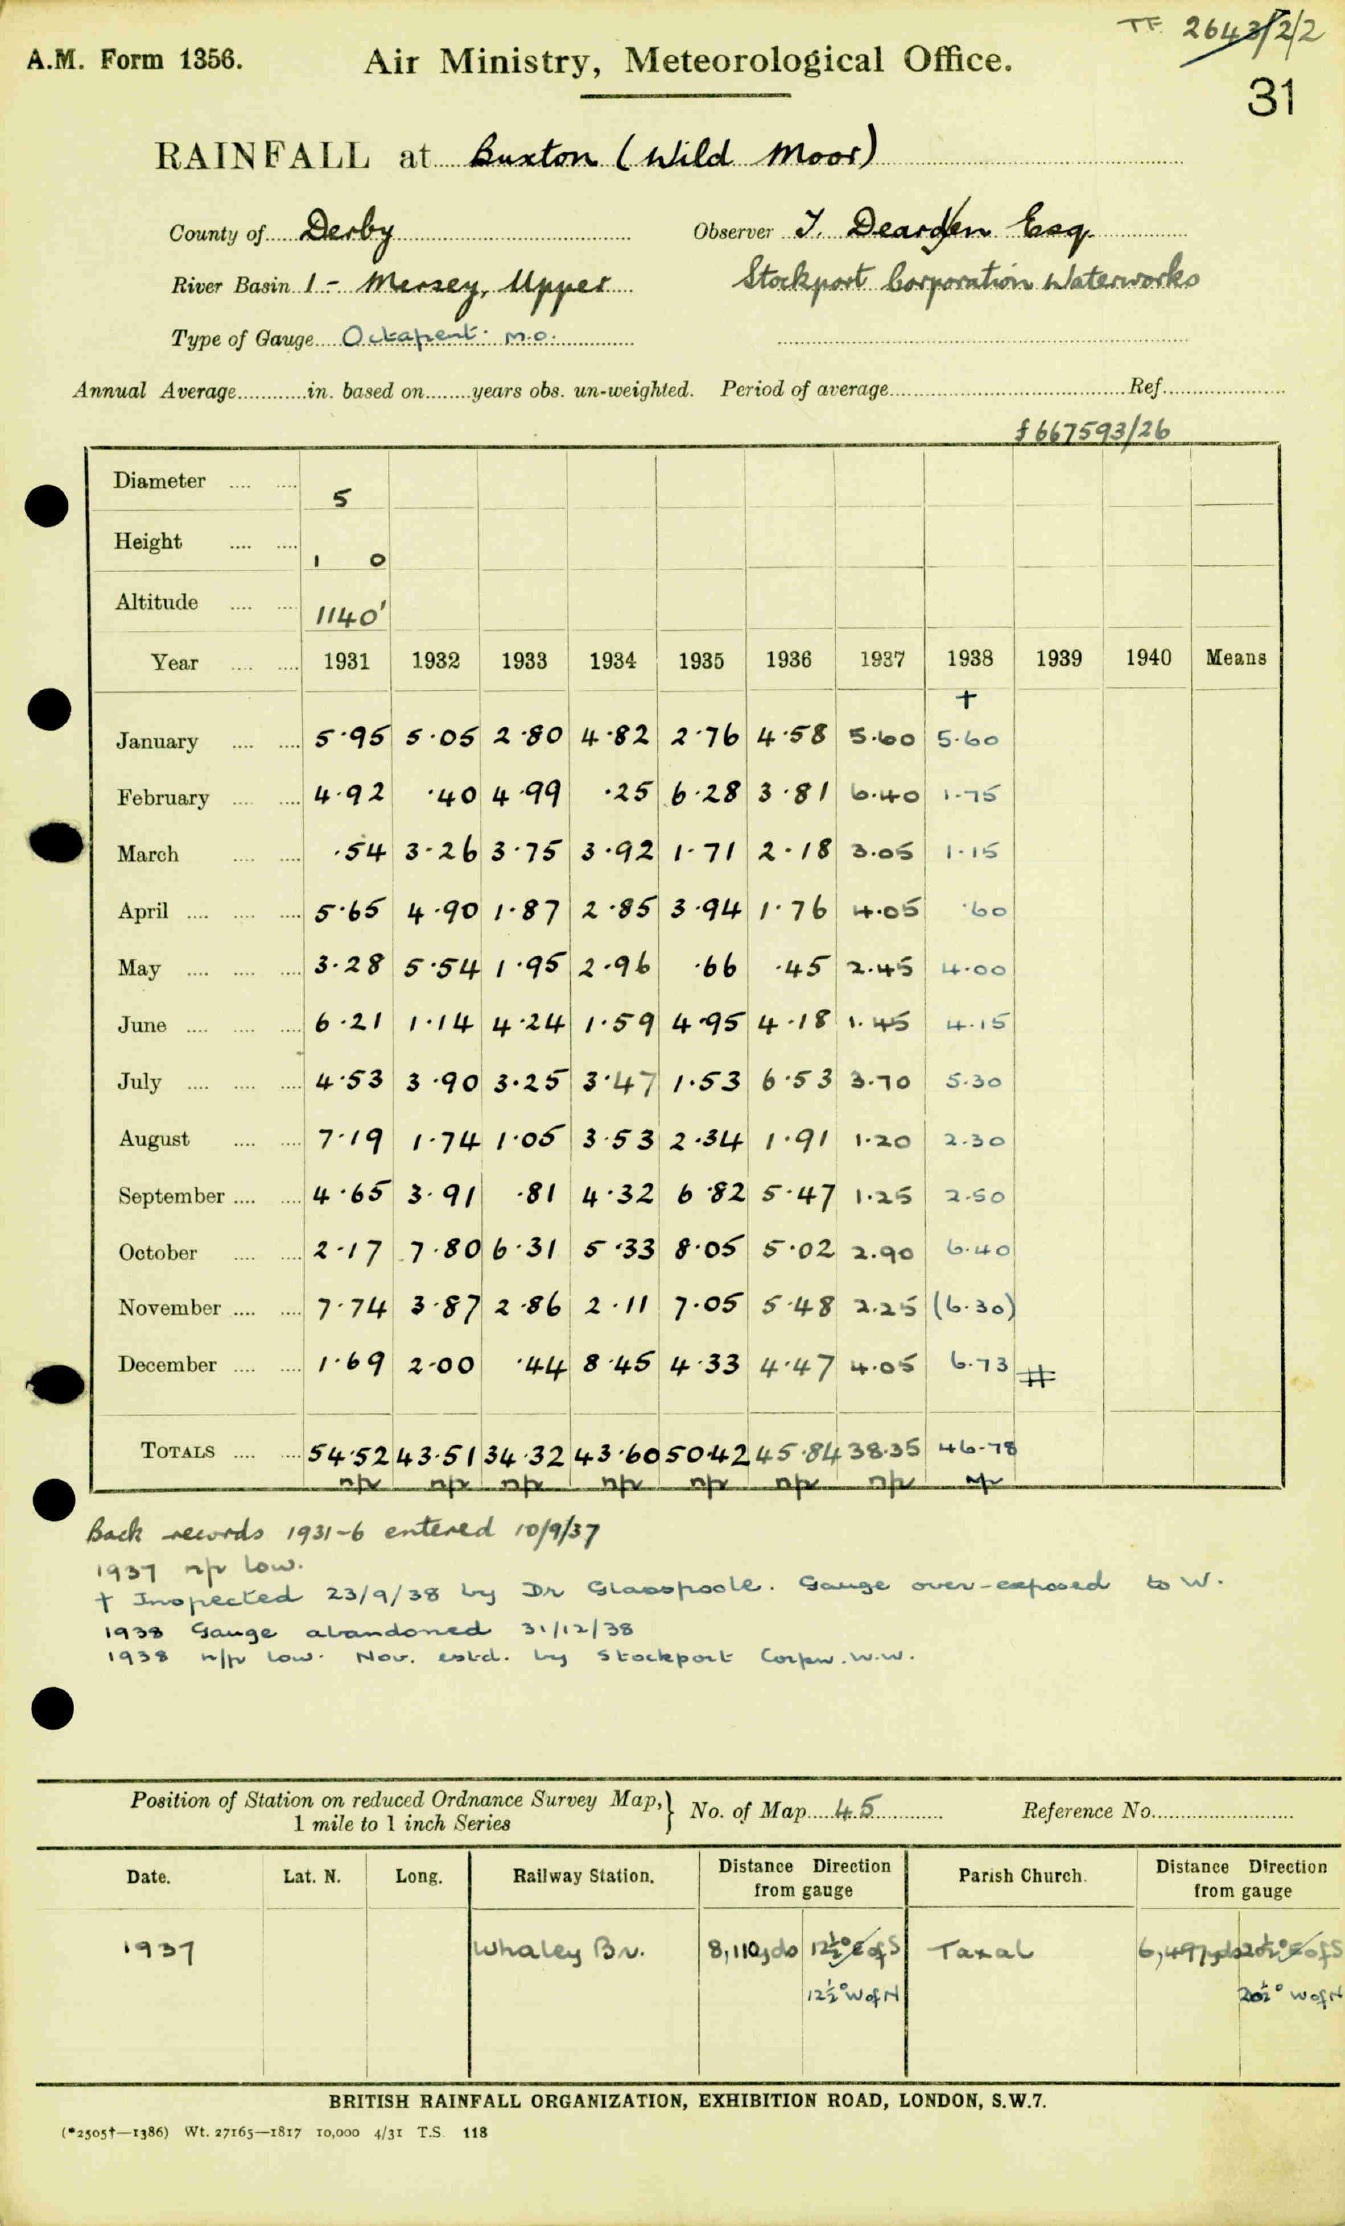 TF 2643/2/2
A.M. Form 1356. Air Ministry, Meteorological Office.
31
RAINFALL at Buxton (Wild Moor)
County of Derby Observer T. Dearden Esq.
River Basin 1 - Mersey, Upper Stockport Corporation Waterworks
Type of Gauge Octapent. m.o.
Annual Average............in. based on........years obs. un-weighted. Period of average.......... Ref..........
£667593/26
Diameter .... .... 5
Height .... .... 1 0
Altitude .... .... 1140'
Year .... .... 1931 1932 1933 1934 1935 1936 1937 1938 1939 1940 Means
+
January .... .... 5.95 5.05 2.80 4.82 2.76 4.58 5.60 5.60
February .... .... 4.92 .40 4.99 .25 6.28 3.81 6.40 1.75
March .... .... .54 3.26 3.75 3.92 1.71 2.18 3.05 1.15
April .... .... .... 5.65 4.90 1.87 2.85 3.94 1.76 4.05 .60
May .... .... .... 3.28 5.54 1.95 2.96 .66 .45 2.45 4.00
June .... .... .... 6.21 1.14 4.24 1.59 4.95 4.18 1.45 4.15
July .... .... .... 4.53 3.90 3.25 3.47 1.53 6.53 3.70 5.30
August .... .... 7.19 1.74 1.05 3.53 2.34 1.91 1.20 2.30
September .... .... 4.65 3.91 .81 4.32 6.82 5.47 1.25 2.50
October .... .... 2.17 7.80 6.31 5.33 8.05 5.02 2.90 6.40
November .... .... 7.74 3.87 2.86 2.11 7.05 5.48 2.25 (6.30)
December .... .... 1.69 2.00 .44 8.45 4.33 4.47 4.05 6.73
TOTALS .... .... 54.52 43.51 34.32 43.60 50.42 45.84 38.35 46.78
n/r n/r n/r n/r n/r n/r n/r n/r
Back records 1931-6 entered 10/9/37
1937 n/r low.
+ Inspected 23/9/38 by Dr Glasspoole. Gauge over-exposed to W.
1938 Gauge abandoned 31/12/38
1938 n/r low. Nov. estd. by Stockport Corpn. W.W.
Position of Station on reduced Ordnance Survey Map, 1 mile to 1 inch Series } No. of Map 45 Reference No..........
Date. Lat. N. Long. Railway Station. Distance Direction from gauge Parish Church. Distance Direction from gauge
1937 Whaley Br. 8,110yds 12½° E of S Taxal 6,497yds 20½° E of S
12½° W of N 20½° W of N
BRITISH RAINFALL ORGANIZATION, EXHIBITION ROAD, LONDON, S.W.7.
(*2505†—1386) Wt. 27165—1817 10,000 4/31 T.S. 118